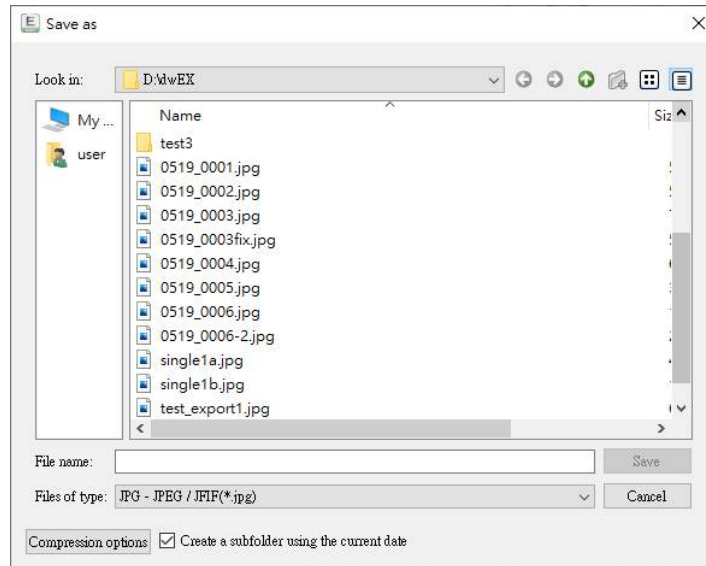 E Save as
Look in: D:\dwEX
My ...
user
Name Siz
test3
0519_0001.jpg
0519_0002.jpg
0519_0003.jpg
0519_0003fix.jpg
0519_0004.jpg
0519_0005.jpg
0519_0006.jpg
0519_0006-2.jpg
single1a.jpg
single1b.jpg
test_export1.jpg
File name: Save
Files of type: JPG - JPEG / JFIF(*.jpg) Cancel
Compression options Create a subfolder using the current date